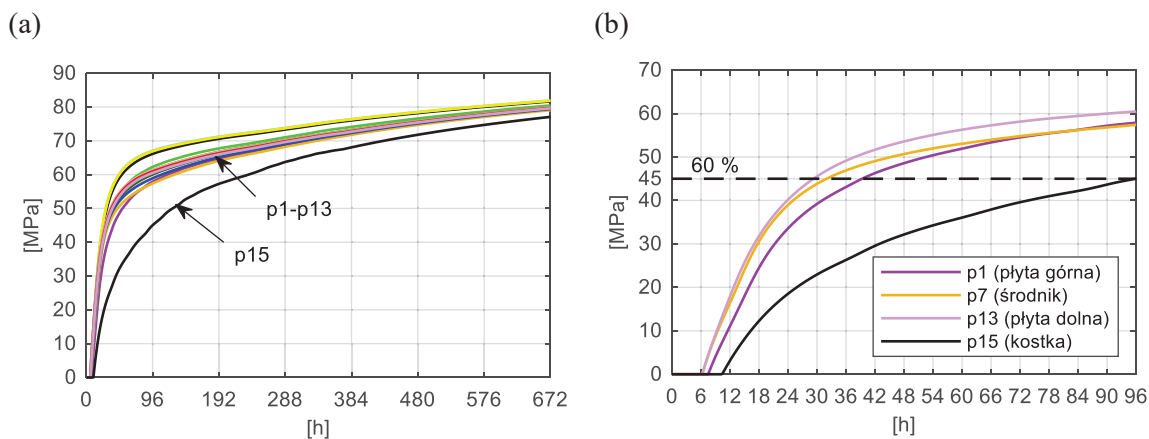 (a)
(b)
90
80
70
60
50
40
30
20
10
0
[MPa]
0 96 192 288 384 480 576 672
[h]
p1-p13
p15
70
60
50
45
40
30
20
10
0
[MPa]
60 %
0 6 12 18 24 30 36 42 48 54 60 66 72 78 84 90 96
[h]
p1 (płyta górna)
p7 (środnik)
p13 (płyta dolna)
p15 (kostka)